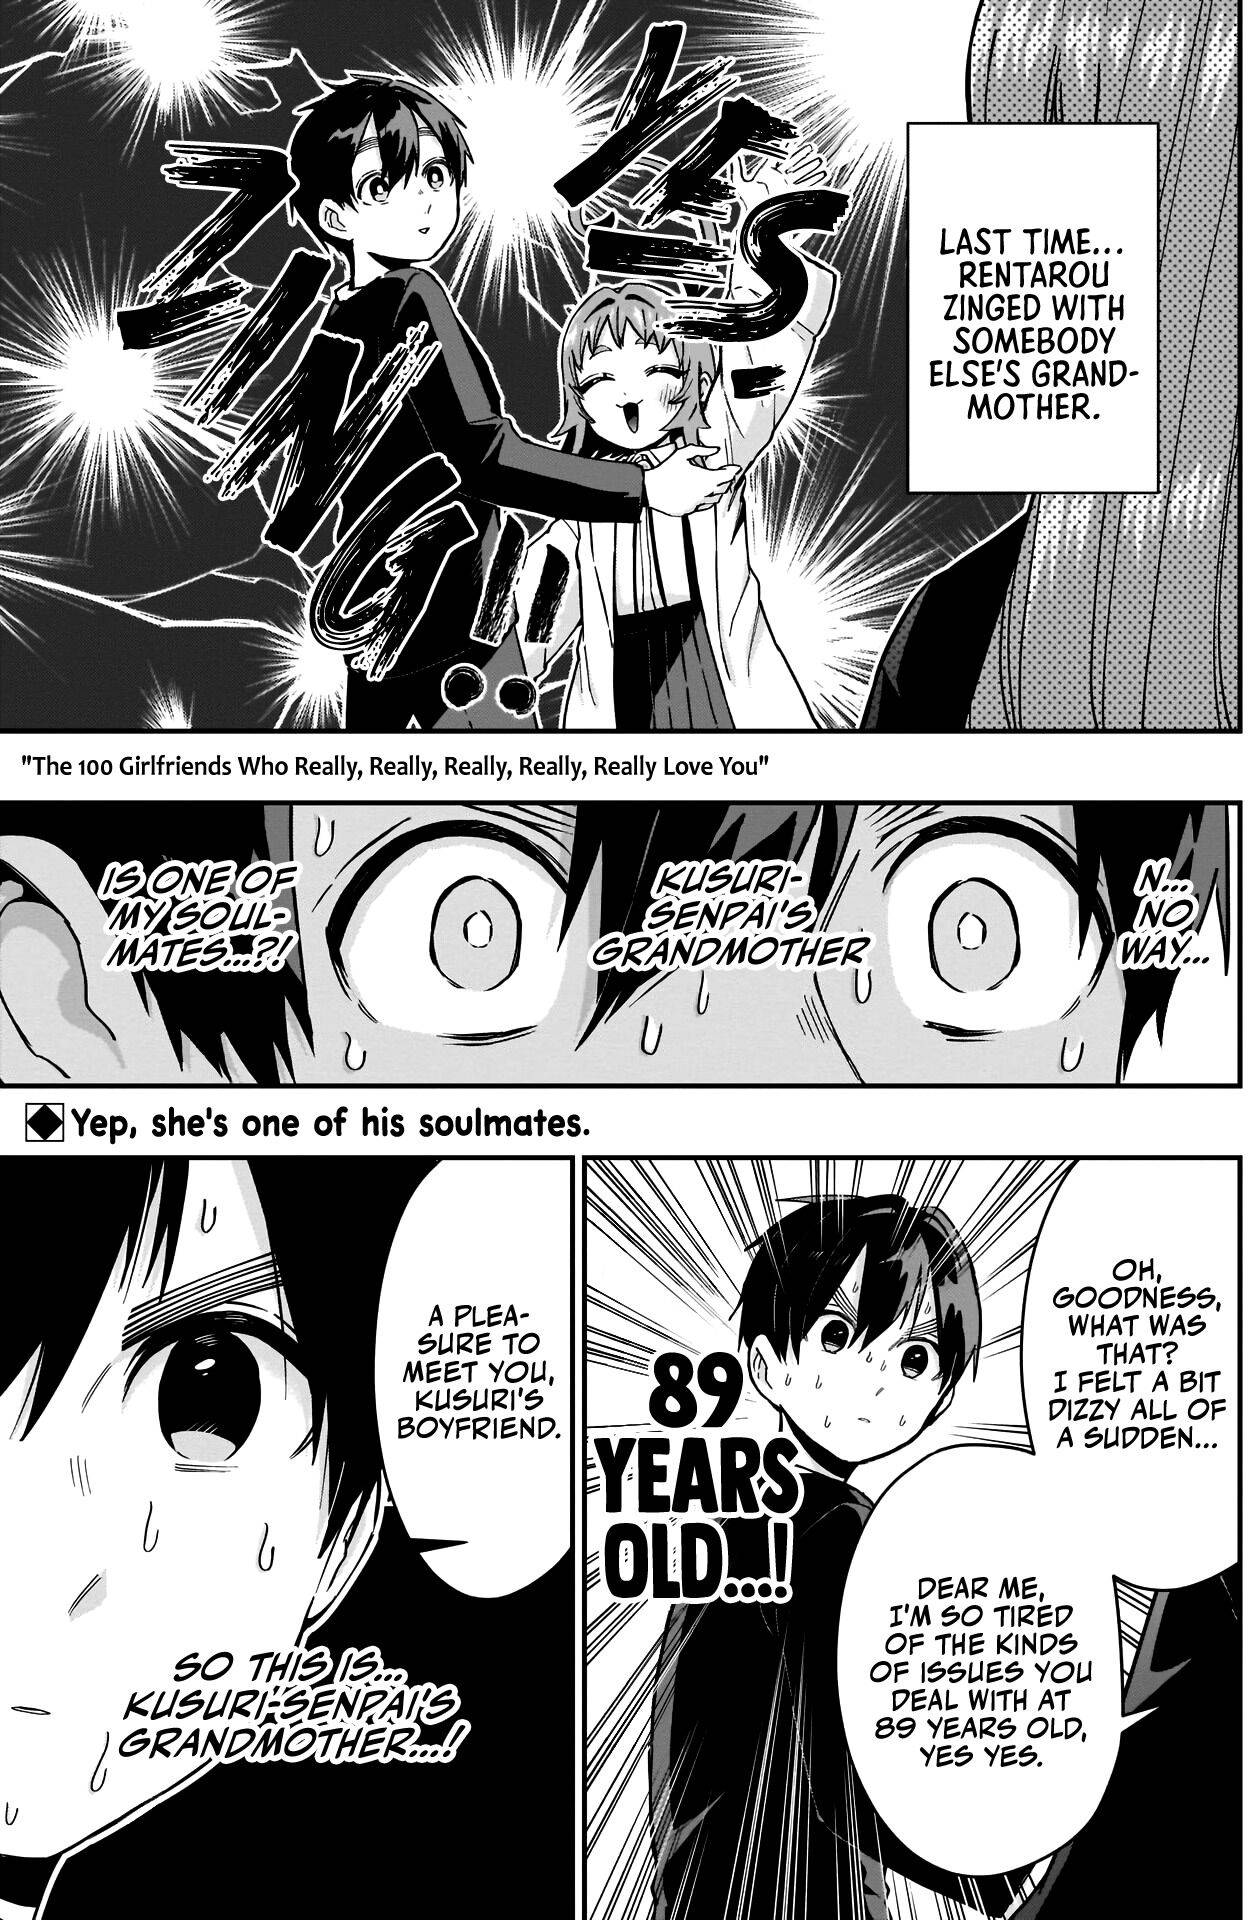 LAST TIME...
RENTAROU
ZINGED WITH
SOMEBODY
ELSE'S GRAND-
MOTHER.
YES
ZING!!
"The 100 Girlfriends Who Really, Really, Really, Really, Really Love You"
N...
NO
WAY...
KUSURI-
SENPAI'S
GRANDMOTHER
IS ONE OF
MY SOUL-
MATES...?!
Yep, she's one of his soulmates.
OH,
GOODNESS,
WHAT WAS
THAT?
I FELT A BIT
DIZZY ALL OF
A SUDDEN...
DEAR ME,
I'M SO TIRED
OF THE KINDS
OF ISSUES YOU
DEAL WITH AT
89 YEARS OLD,
YES YES.
89
YEARS
OLD...!
A PLEA-
SURE TO
MEET YOU,
KUSURI'S
BOYFRIEND.
SO THIS IS...
KUSURI-SENPAI'S
GRANDMOTHER...!